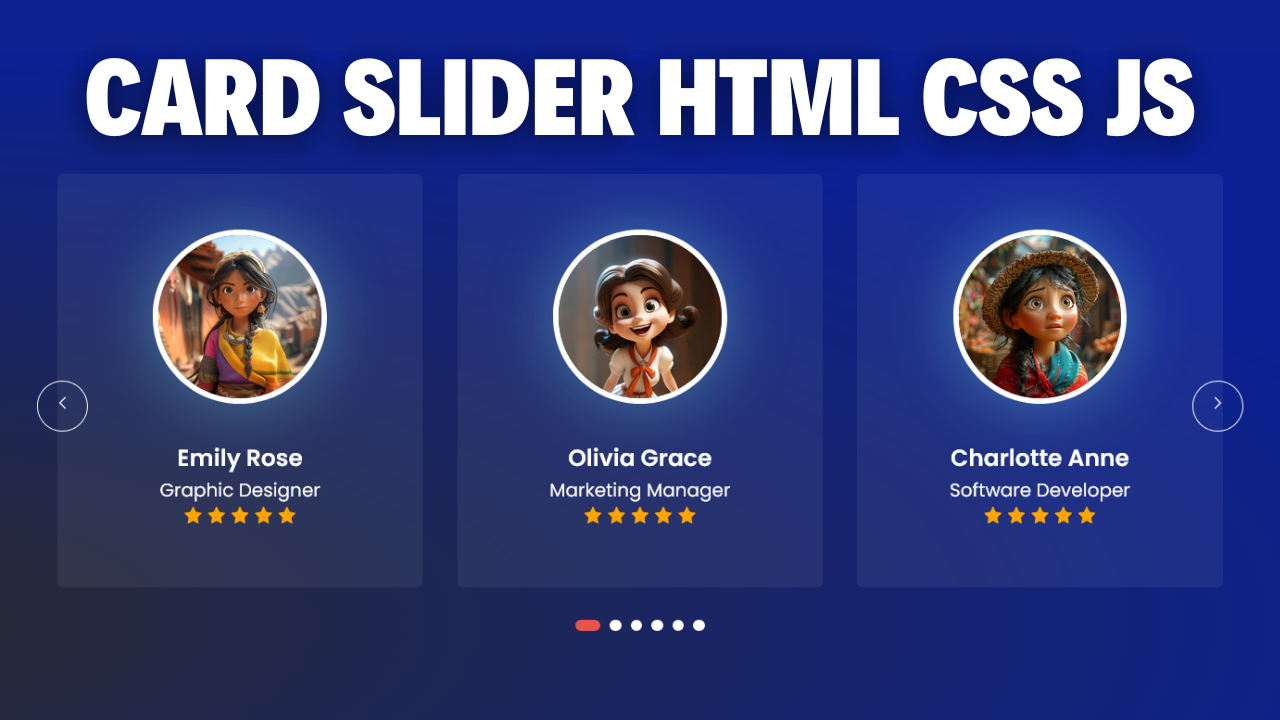 CARD SLIDER HTML CSS JS
Emily Rose
Graphic Designer
Olivia Grace
Marketing Manager
Charlotte Anne
Software Developer